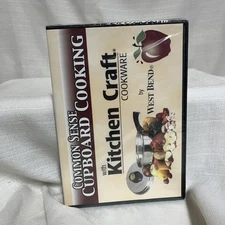 COMMON SENSE
CUPBOARD COOKING
with
Kitchen Craft
COOKWARE
by
WEST BEND®